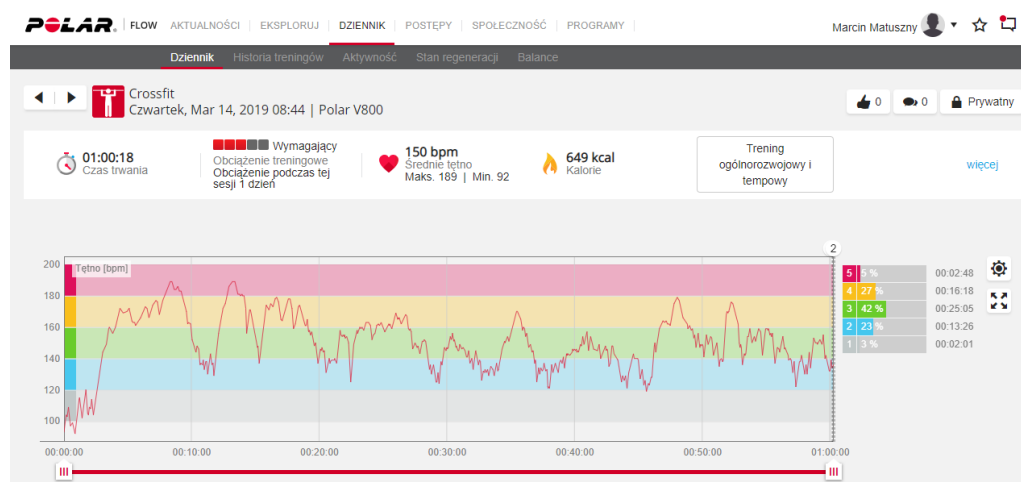 POLAR. FLOW AKTUALNOŚCI EKSPLORUJ DZIENNIK POSTĘPY SPOŁECZNOŚĆ PROGRAMY Marcin Matuszny
Dziennik Historia treningów Aktywność Stan regeneracji Balance
Crossfit
Czwartek, Mar 14, 2019 08:44 | Polar V800
0 0 Prywatny
01:00:18
Czas trwania
Wymagający
Obciążenie treningowe
Obciążenie podczas tej
sesji 1 dzień
150 bpm
Średnie tętno
Maks. 189 | Min. 92
649 kcal
Kalorie
Trening
ogólnorozwojowy i
tempowy
więcej
2
Tętno [bpm]
200
180
160
140
120
100
00:00:00 00:10:00 00:20:00 00:30:00 00:40:00 00:50:00 01:00:00
5 5 % 00:02:48
4 27 % 00:16:18
3 42 % 00:25:05
2 23 % 00:13:26
1 3 % 00:02:01